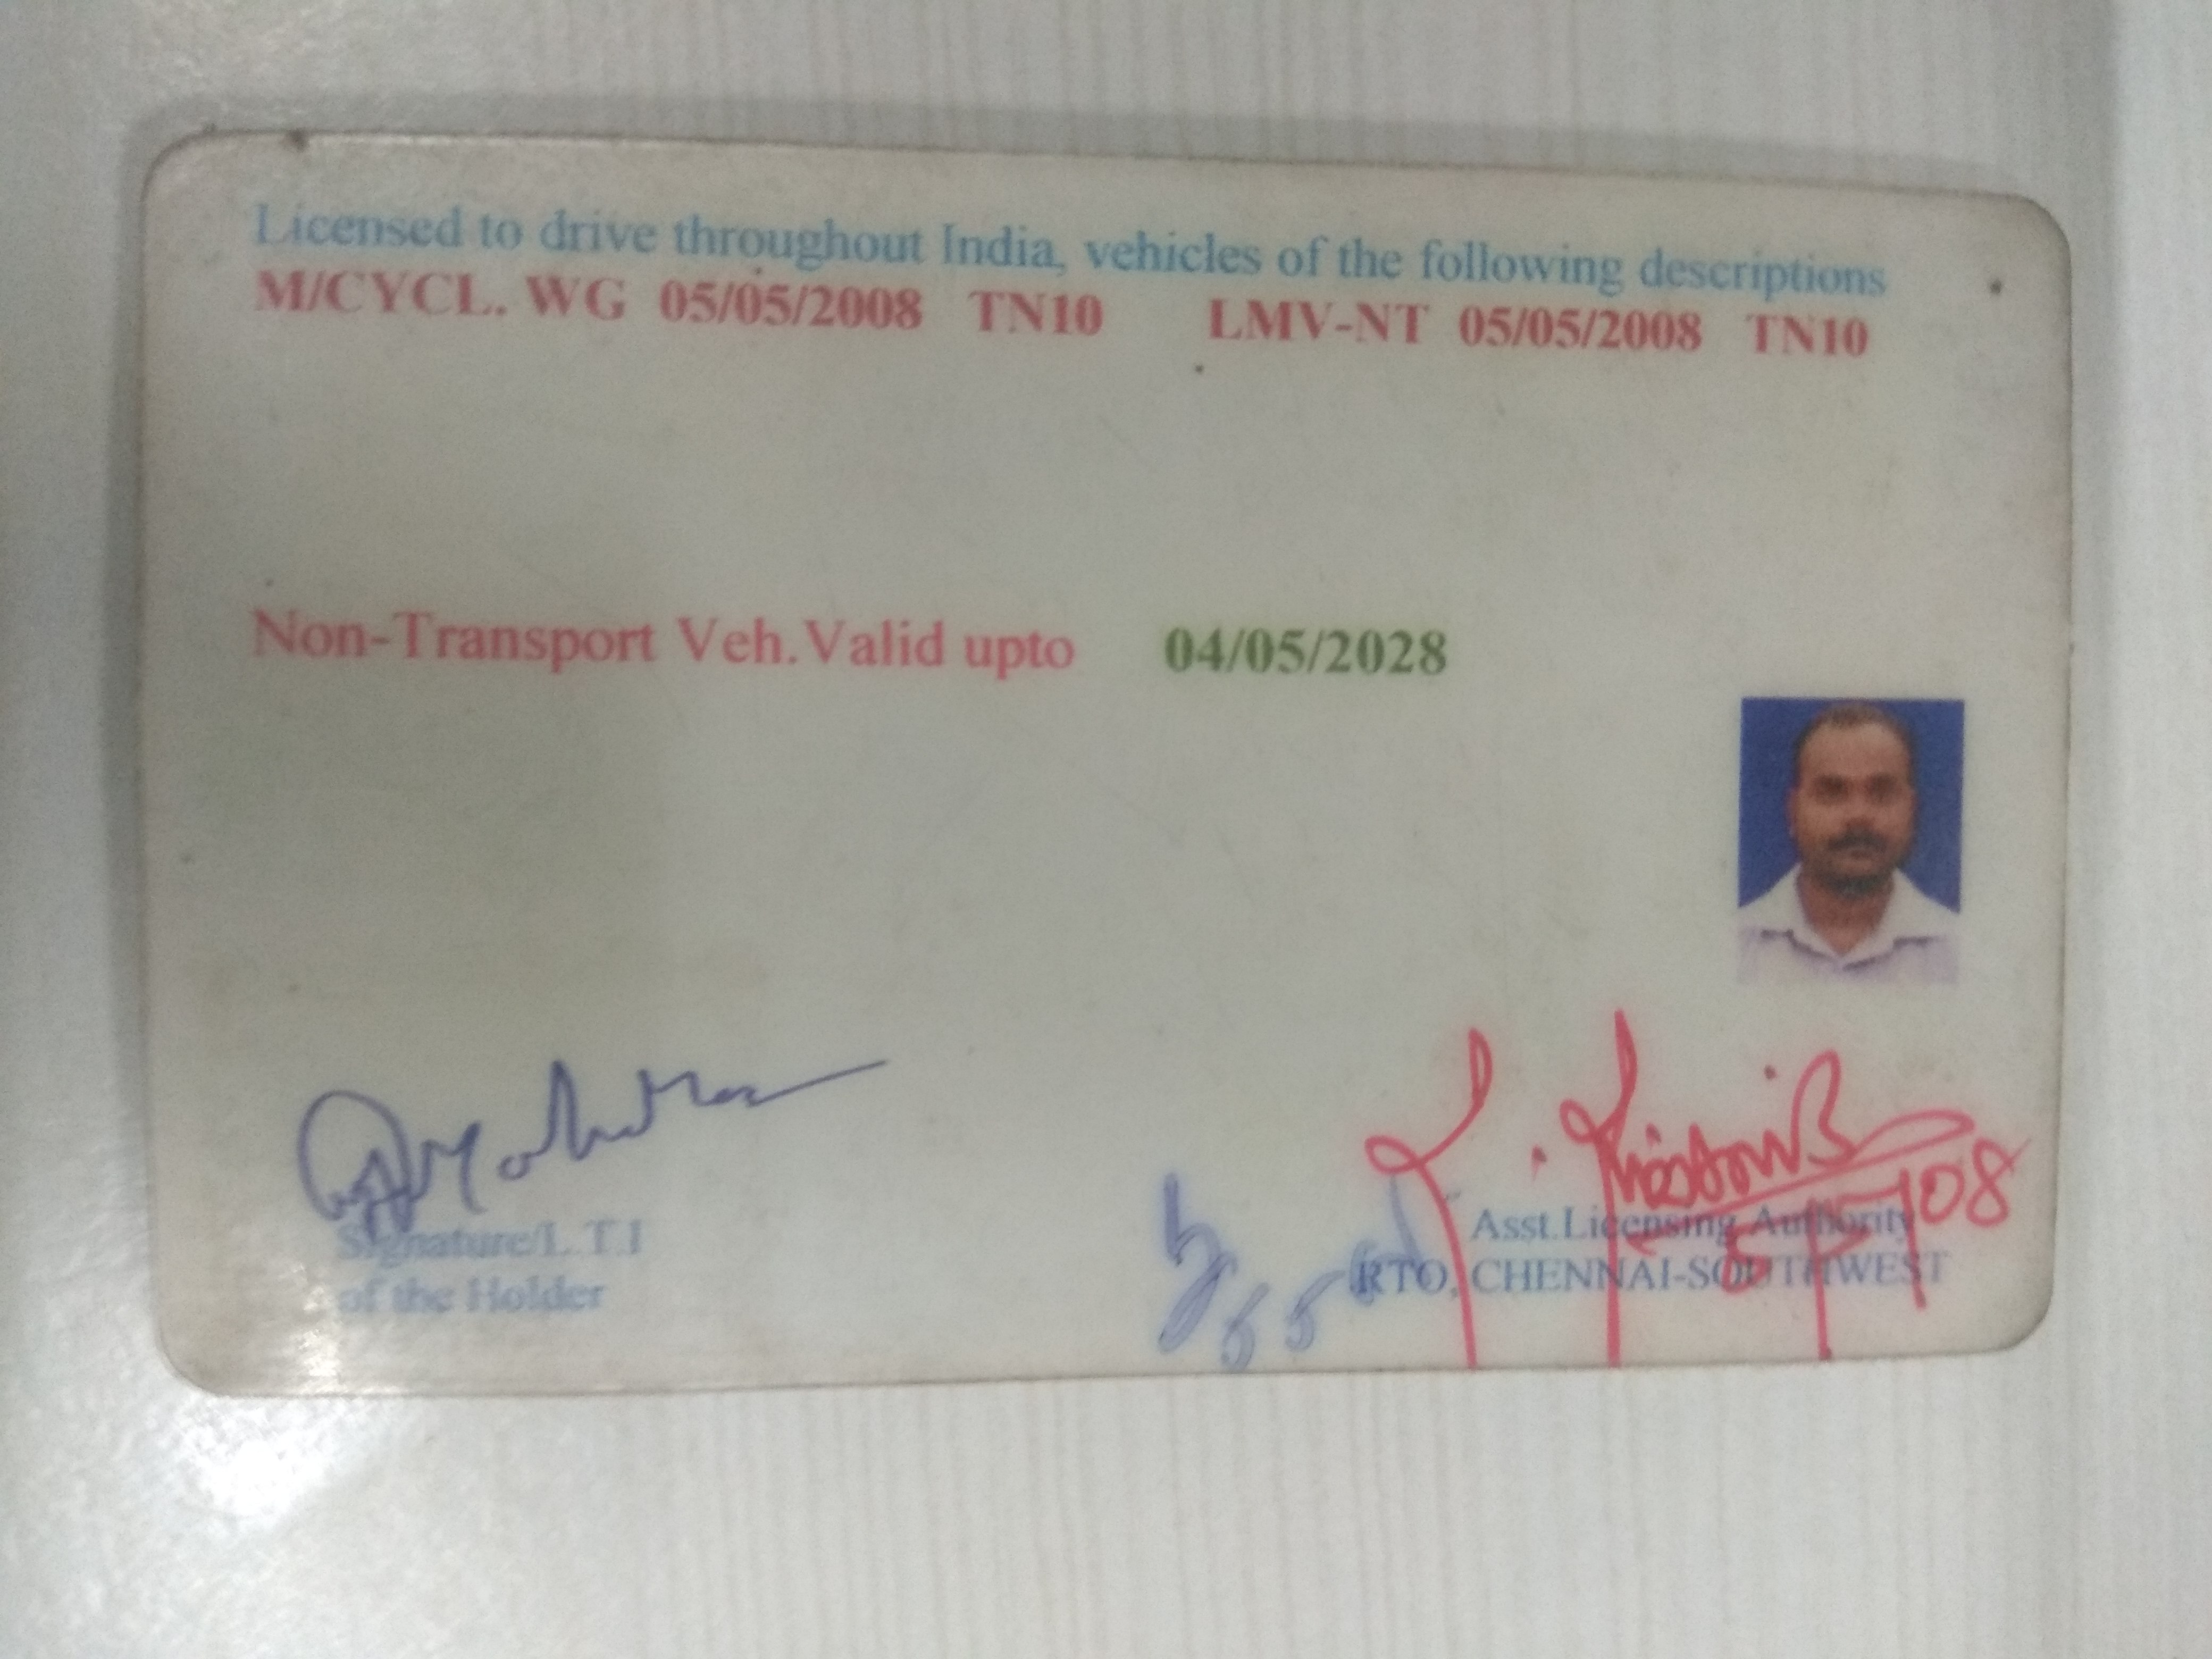 Licensed to drive throughout India, vehicles of the following descriptions
M/CYCL. WG 05/05/2008 TN10 LMV-NT 05/05/2008 TN10
Non-Transport Veh.Valid upto 04/05/2028
Signature/L.T.I
of the Holder
Asst.Licensing Authority
RTO, CHENNAI-SOUTHWEST